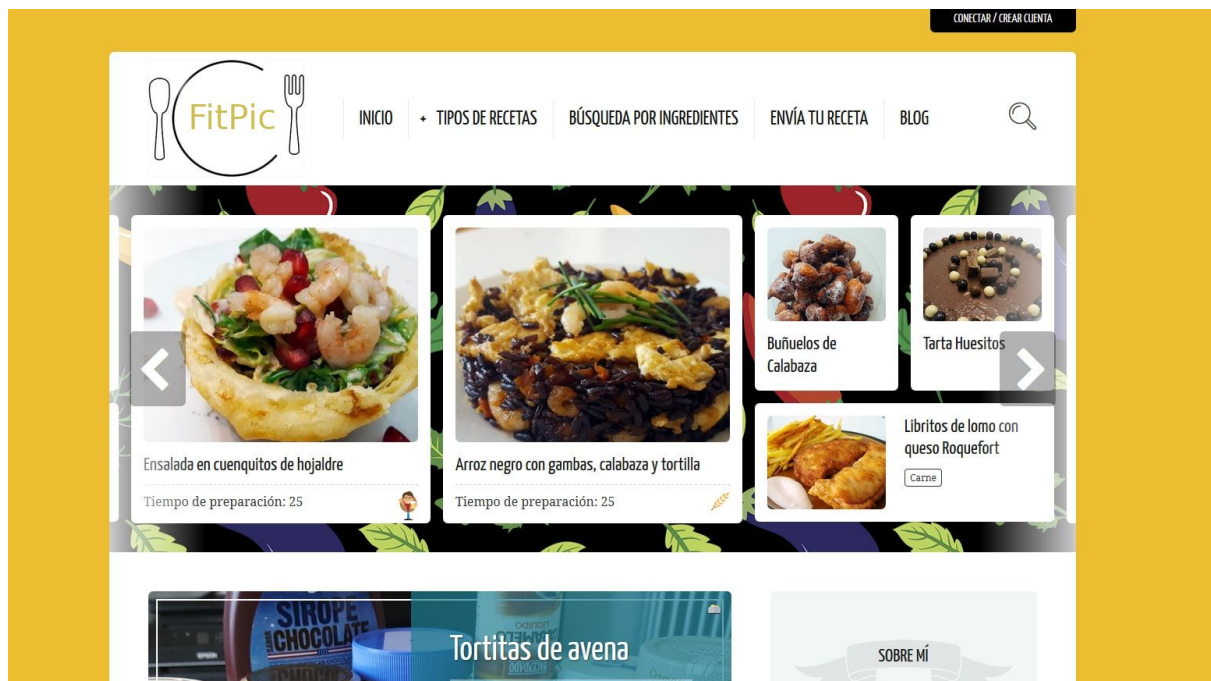 CONECTAR / CREAR CUENTA
FitPic
INICIO
+ TIPOS DE RECETAS
BÚSQUEDA POR INGREDIENTES
ENVÍA TU RECETA
BLOG
Ensalada en cuenquitos de hojaldre
Tiempo de preparación: 25
Arroz negro con gambas, calabaza y tortilla
Tiempo de preparación: 25
Buñuelos de
Calabaza
Tarta Huesitos
Libritos de lomo con
queso Roquefort
Carne
SIROPE
CHOCOLATE
Tortitas de avena
SOBRE MÍ